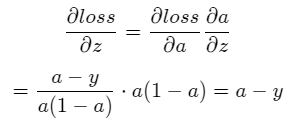 ∂loss/∂z = ∂loss/∂a ∂a/∂z
= (a − y)/(a(1 − a)) · a(1 − a) = a − y